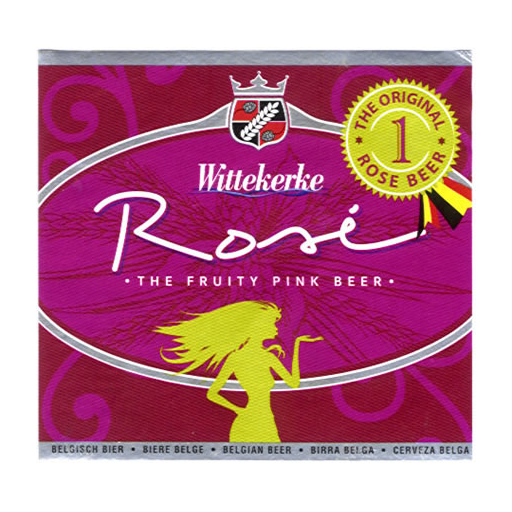 THE ORIGINAL
1
ROSE BEER
Wittekerke
Rosé
• THE FRUITY PINK BEER •
BELGISCH BIER • BIERE BELGE • BELGIAN BEER • BIRRA BELGA • CERVEZA BELGA